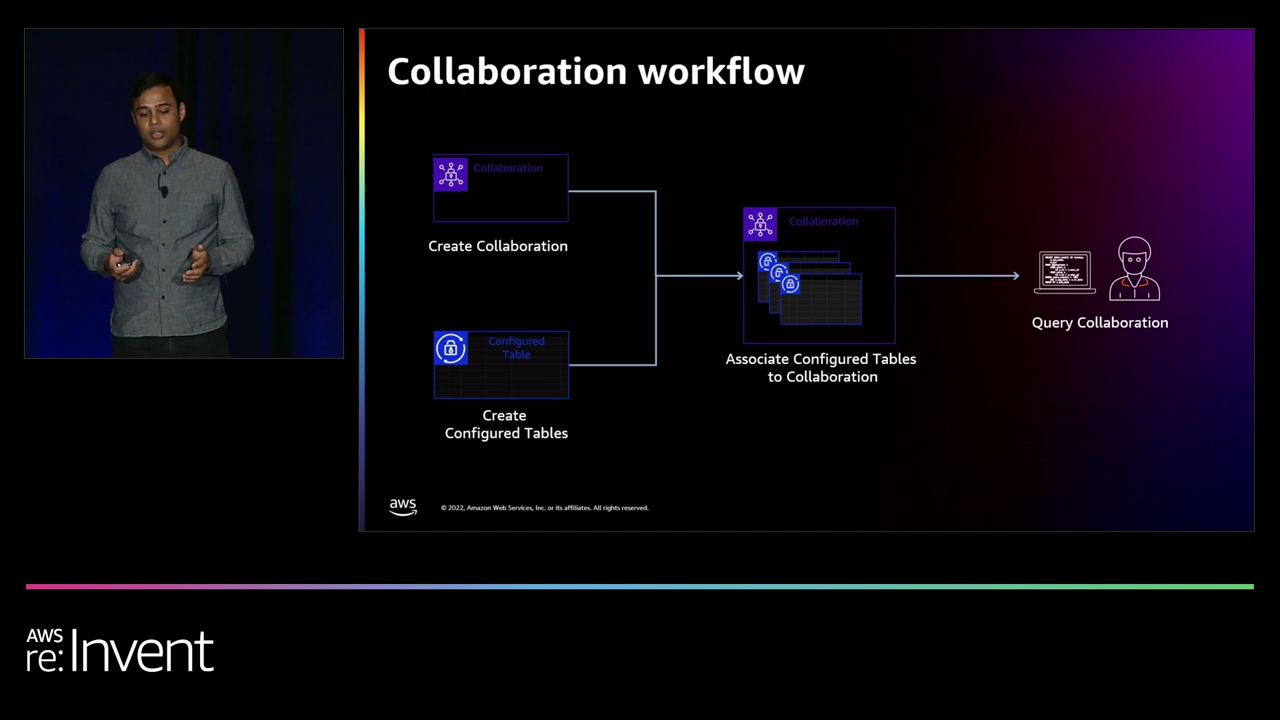 Collaboration workflow
Collaboration
Create Collaboration
Configured
Table
Create
Configured Tables
Collaboration
Associate Configured Tables
to Collaboration
Query Collaboration
aws
© 2022, Amazon Web Services, Inc. or its affiliates. All rights reserved.
AWS
re:Invent